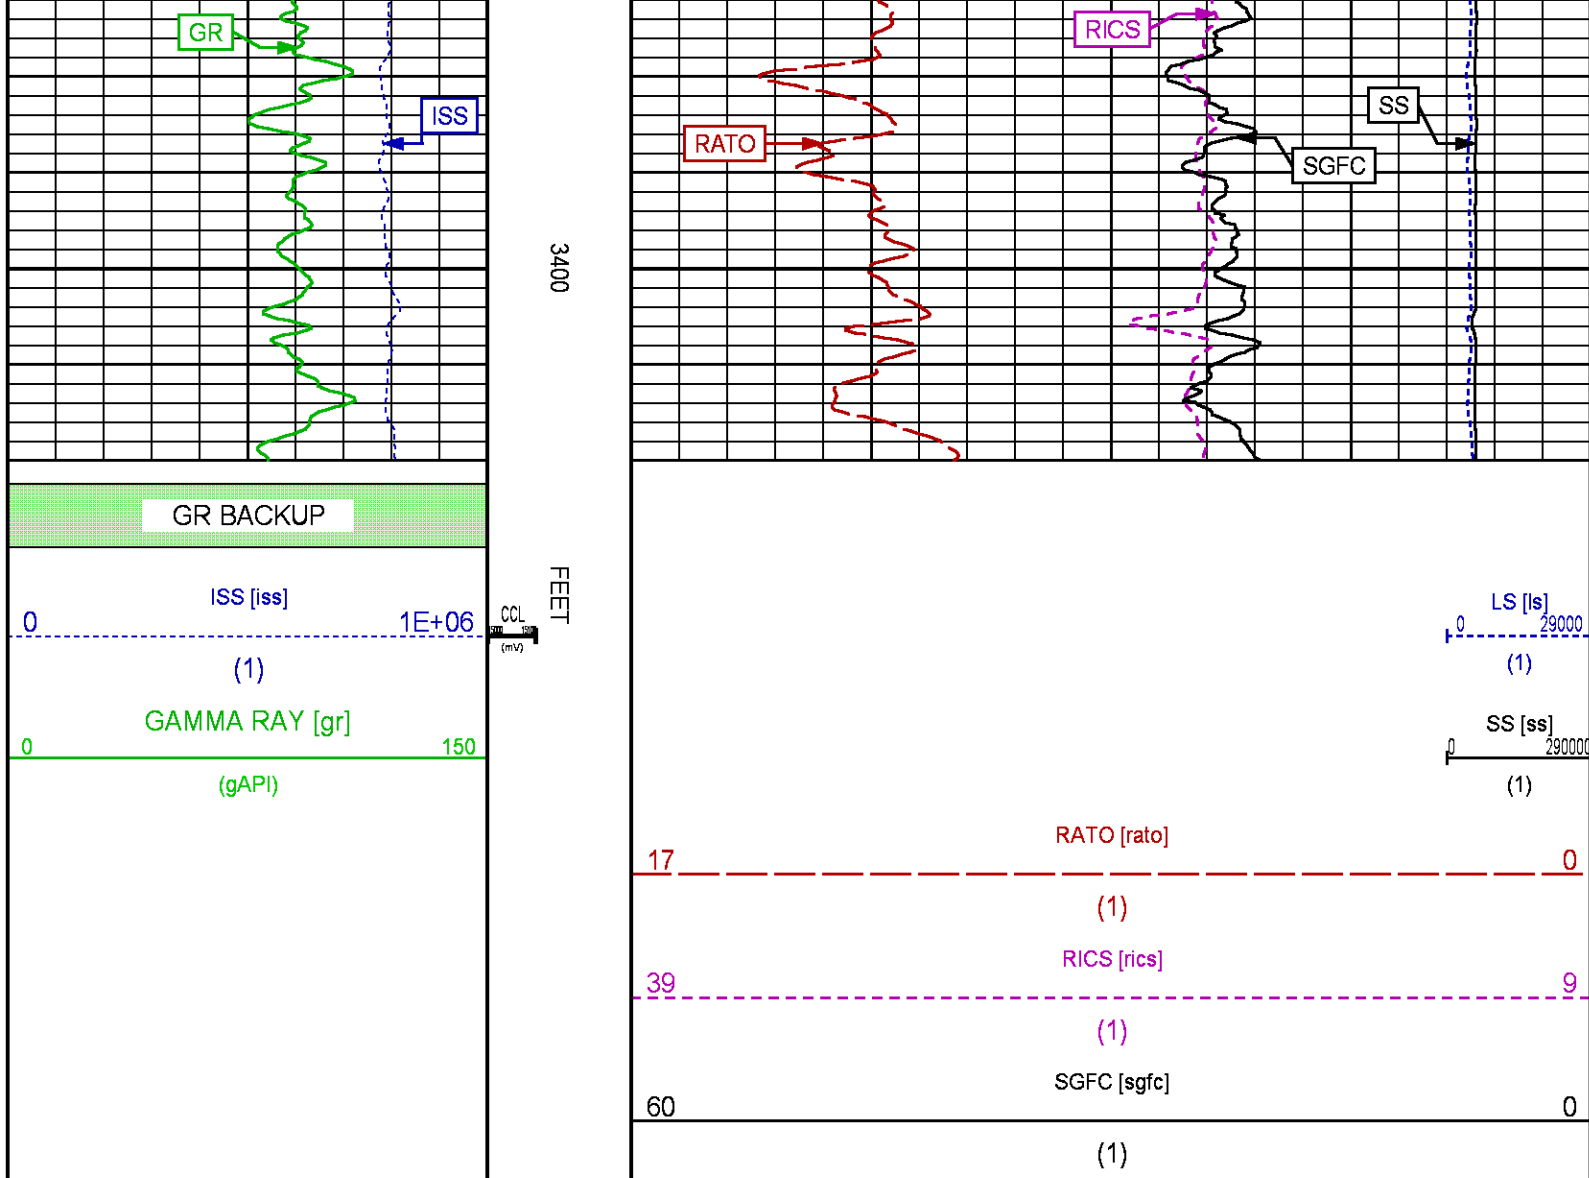 GR
RICS
ISS
SS
RATO
SGFC
3400
GR BACKUP
FEET
ISS [iss]
0 1E+06
(1)
CCL
(mV)
LS [ls]
0 29000
(1)
GAMMA RAY [gr]
0 150
(gAPI)
SS [ss]
0 290000
(1)
RATO [rato]
17 0
(1)
RICS [rics]
39 9
(1)
SGFC [sgfc]
60 0
(1)